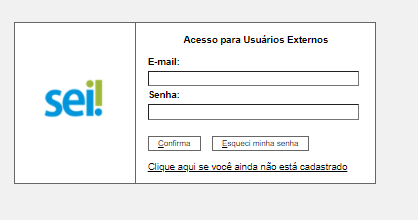 Acesso para Usuários Externos
E-mail:
sei!
Senha:
Confirma
Esqueci minha senha
Clique aqui se você ainda não está cadastrado